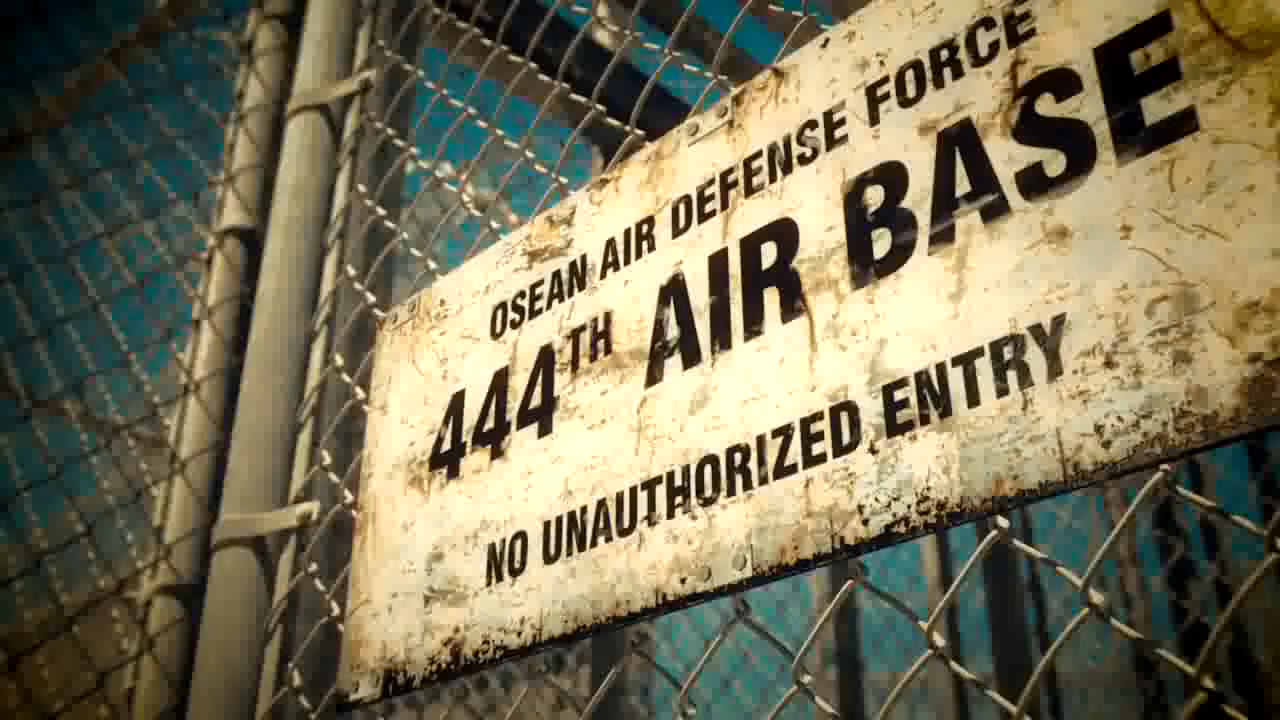 OSEAN AIR DEFENSE FORCE
444TH AIR BASE
NO UNAUTHORIZED ENTRY